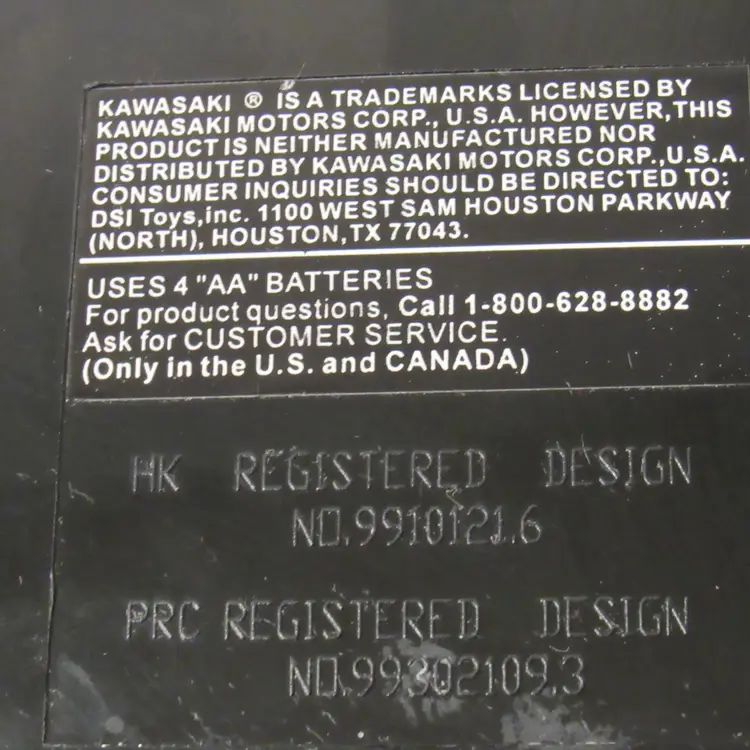 KAWASAKI ® IS A TRADEMARKS LICENSED BY
KAWASAKI MOTORS CORP., U.S.A. HOWEVER,THIS
PRODUCT IS NEITHER MANUFACTURED NOR
DISTRIBUTED BY KAWASAKI MOTORS CORP.,U.S.A.
CONSUMER INQUIRIES SHOULD BE DIRECTED TO:
DSI Toys,inc. 1100 WEST SAM HOUSTON PARKWAY
(NORTH), HOUSTON,TX 77043.
USES 4 "AA" BATTERIES
For product questions, Call 1-800-628-8882
Ask for CUSTOMER SERVICE.
(Only in the U.S. and CANADA)
HK REGISTERED DESIGN
NO.9910121.6
PRC REGISTERED DESIGN
NO.99302109.3